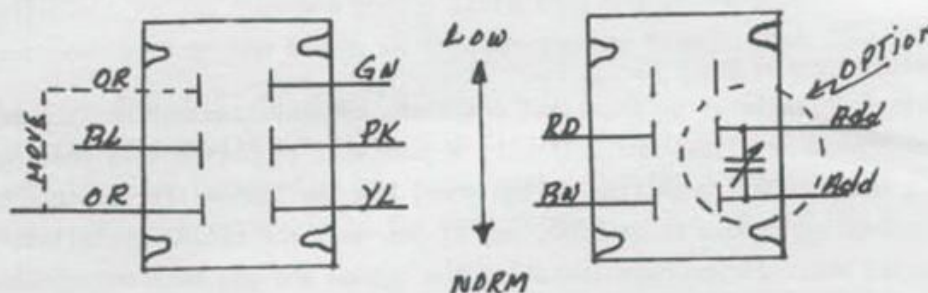 OR
GN
MOVE
BL
PK
OR
YL
LOW
NORM
OPTION
RD
Add
BN
Add